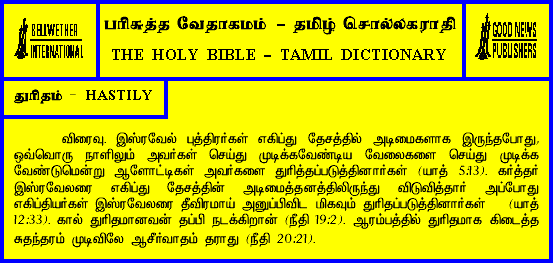 BELLWETHER
INTERNATIONAL
பரிசுத்த வேதாகமம் - தமிழ் சொல்லகராதி
THE HOLY BIBLE - TAMIL DICTIONARY
GOOD NEWS
PUBLISHERS
துரிதம் - HASTILY
விரைவு. இஸ்ரவேல் புத்திரர்கள் எகிப்து தேசத்தில் அடிமைகளாக இருந்தபோது,
ஒவ்வொரு நாளிலும் அவர்கள் செய்து முடிக்கவேண்டிய வேலைகளை செய்து முடிக்க
வேண்டுமென்று ஆளோட்டிகள் அவர்களை துரித்தப்படுத்தினார்கள் (யாத் 5:13). கர்த்தர்
இஸ்ரவேலரை எகிப்து தேசத்தின் அடிமைத்தனத்திலிருந்து விடுவித்தார் அப்போது
எகிப்தியர்கள் இஸ்ரவேலரை தீவிரமாய் அனுப்பிவிட மிகவும் துரிதப்படுத்தினார்கள் (யாத்
12:33). கால் துரிதமானவன் தப்பி நடக்கிறான் (நீதி 19:2). ஆரம்பத்தில் துரிதமாக கிடைத்த
சுதந்தரம் முடிவிலே ஆசீர்வாதம் தராது (நீதி 20:21).